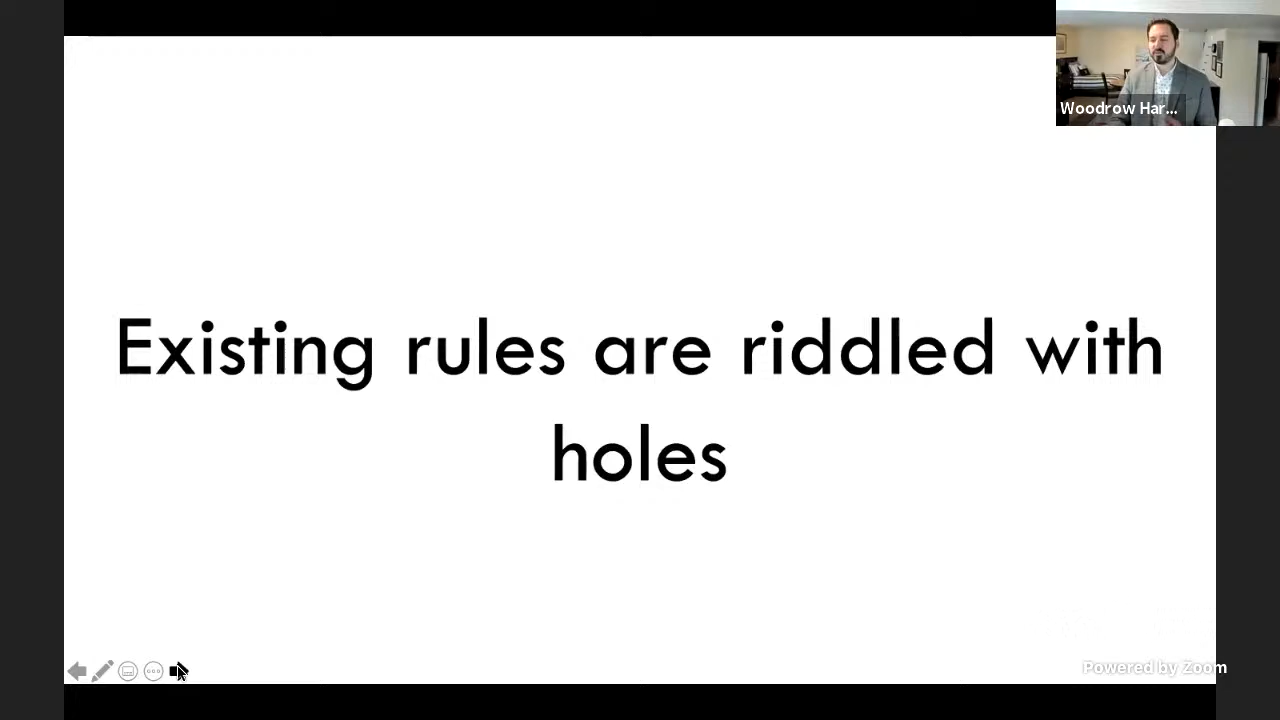 Woodrow Har...
Existing rules are riddled with
holes
Powered by Zoom